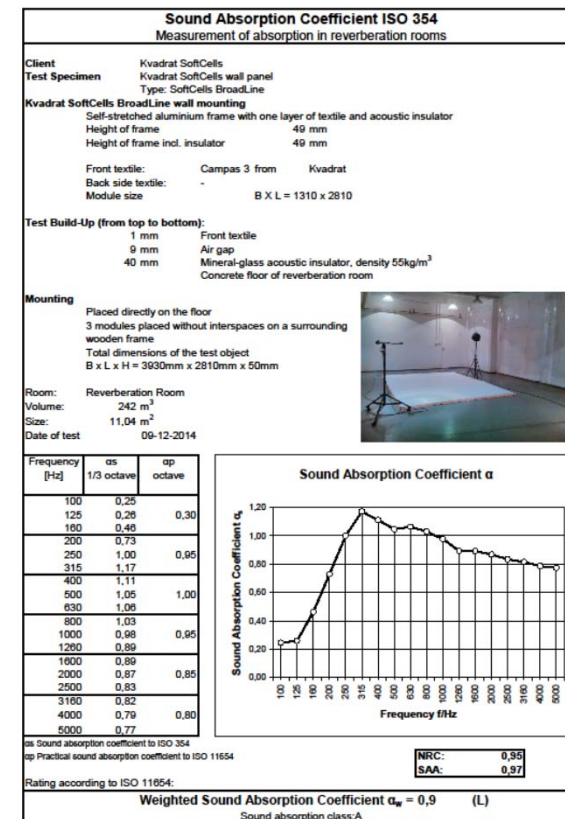 Sound Absorption Coefficient ISO 354
Measurement of absorption in reverberation rooms
Client Kvadrat SoftCells
Test Specimen Kvadrat SoftCells wall panel
Type: SoftCells BroadLine
Kvadrat SoftCells BroadLine wall mounting
Self-stretched aluminium frame with one layer of textile and acoustic insulator
Height of frame 49 mm
Height of frame incl. insulator 49 mm
Front textile: Campas 3 from Kvadrat
Back side textile: -
Module size B X L = 1310 x 2810
Test Build-Up (from top to bottom):
1 mm Front textile
9 mm Air gap
40 mm Mineral-glass acoustic insulator, density 55kg/m³
Concrete floor of reverberation room
Mounting
Placed directly on the floor
3 modules placed without interspaces on a surrounding
wooden frame
Total dimensions of the test object
B x L x H = 3930mm x 2810mm x 50mm
Room: Reverberation Room
Volume: 242 m³
Size: 11,04 m²
Date of test 09-12-2014
Frequency αs αp
[Hz] 1/3 octave octave
100 0,25
125 0,26 0,30
160 0,46
200 0,73
250 1,00 0,95
315 1,17
400 1,11
500 1,05 1,00
630 1,06
800 1,03
1000 0,98 0,95
1260 0,89
1600 0,89
2000 0,87 0,85
2500 0,83
3160 0,82
4000 0,79 0,80
5000 0,77
Sound Absorption Coefficient α
Sound Absorption Coefficient αs
1,20
1,00
0,80
0,60
0,40
0,20
0,00
100 125 160 200 250 315 400 500 630 800 1000 1260 1600 2000 2500 3160 4000 5000
Frequency f/Hz
αs Sound absorption coefficient to ISO 354
αp Practical sound absorption coefficient to ISO 11654
NRC: 0,95
SAA: 0,97
Rating according to ISO 11654:
Weighted Sound Absorption Coefficient αw = 0,9 (L)
Sound absorption class:A